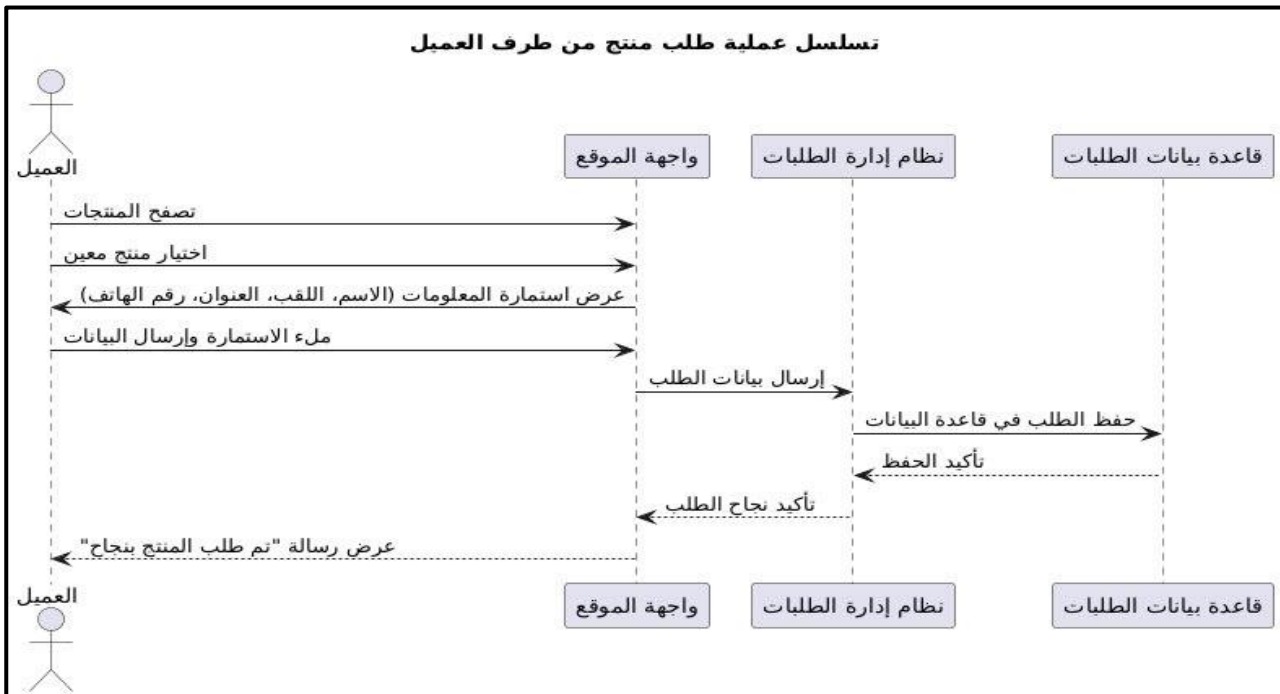 تسلسل عملية طلب منتج من طرف العميل
العميل
واجهة الموقع
نظام إدارة الطلبات
قاعدة بيانات الطلبات
تصفح المنتجات
اختيار منتج معين
عرض استمارة المعلومات (الاسم، اللقب، العنوان، رقم الهاتف)
ملء الاستمارة وإرسال البيانات
إرسال بيانات الطلب
حفظ الطلب في قاعدة البيانات
تأكيد الحفظ
تأكيد نجاح الطلب
عرض رسالة "تم طلب المنتج بنجاح"
العميل
واجهة الموقع
نظام إدارة الطلبات
قاعدة بيانات الطلبات